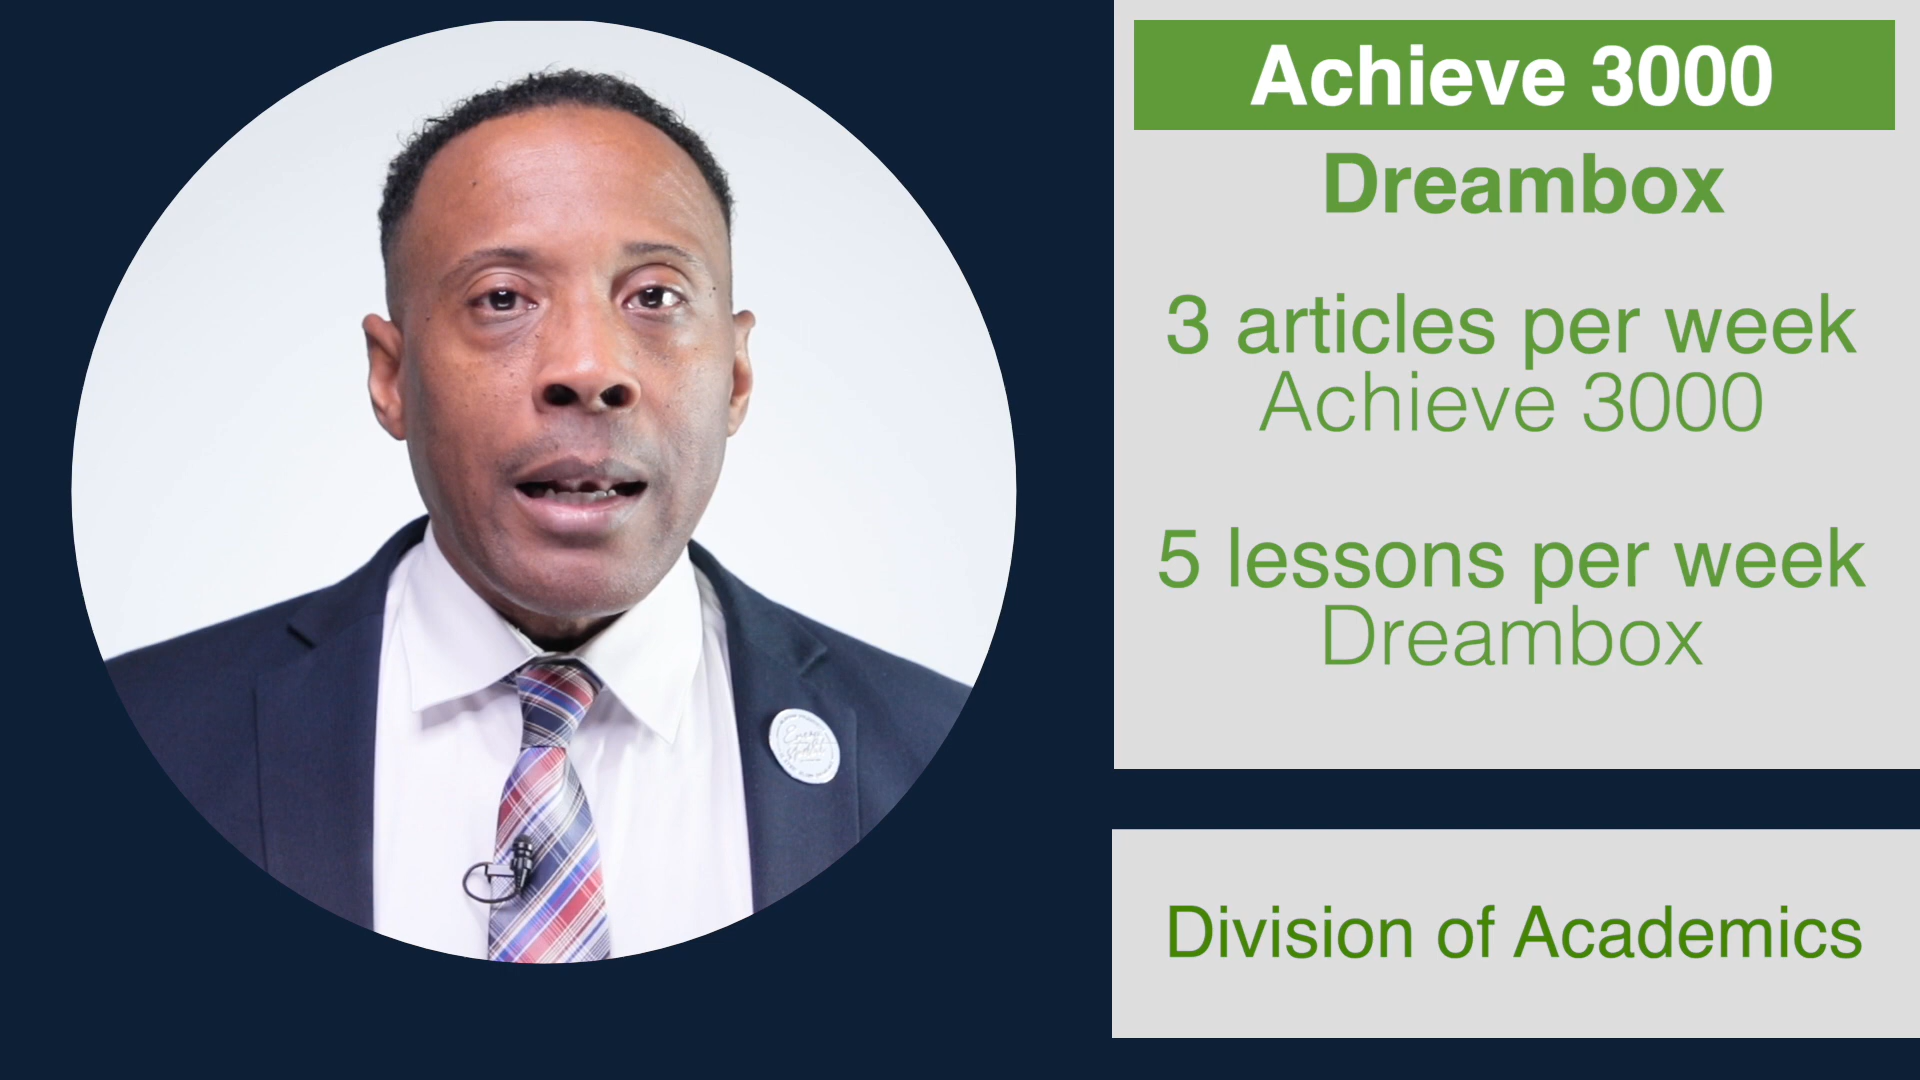 Achieve 3000
Dreambox
3 articles per week
Achieve 3000
5 lessons per week
Dreambox
Division of Academics